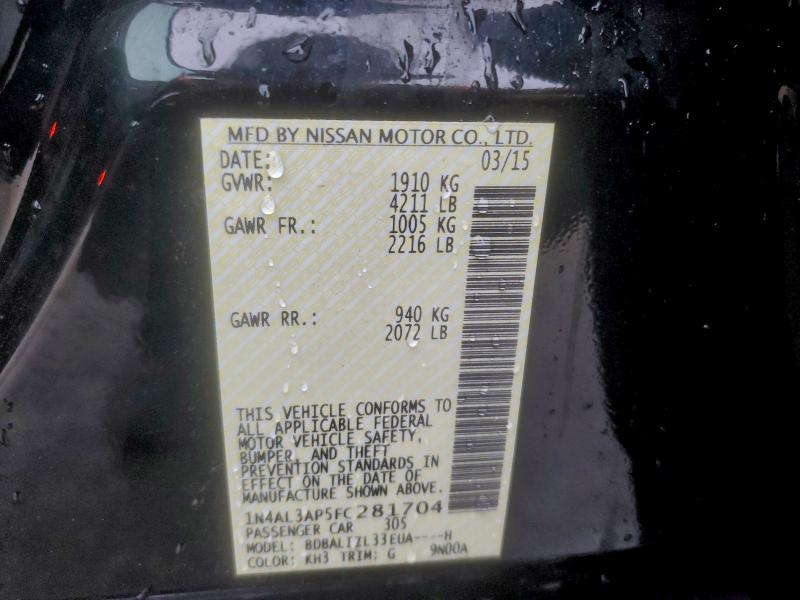 MFD BY NISSAN MOTOR CO., LTD.
DATE: 03/15
GVWR: 1910 KG
4211 LB
GAWR FR.: 1005 KG
2216 LB
GAWR RR.: 940 KG
2072 LB
THIS VEHICLE CONFORMS TO
ALL APPLICABLE FEDERAL
MOTOR VEHICLE SAFETY,
BUMPER, AND THEFT
PREVENTION STANDARDS IN
EFFECT ON THE DATE OF
MANUFACTURE SHOWN ABOVE.
1N4AL3AP5FC281704
PASSENGER CAR 305
MODEL: BDBALIZL33EUA----H
COLOR: KH3 TRIM: G 9N00A